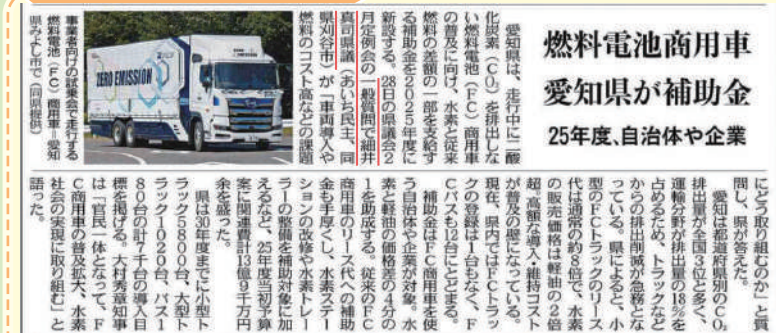 燃料電池商用車
愛知県が補助金
25年度、自治体や企業
愛知県は、走行中に二酸
化炭素(CO₂)を排出しな
い燃料電池(FC)商用車
の普及に向け、水素と従来
燃料の差額の一部を支給す
る補助金を2025年度に
新設する。28日の県議会2
月定例会の一般質問で細井
真司県議(あいち民主、同
県刈谷市)が「車両導入や
燃料のコスト高などの課題
ZERO EMISSION
事業者向けの試乗会で走行する
燃料電池(FC)商用車=愛知
県みよし市で(同県提供)
にどう取り組むのか」と質
問し、県が答えた。
愛知は都道府県別のCO₂
排出量が全国3位と多く、
運輸分野が排出量の18%を
占めるため、トラックなど
からの排出削減が急務とな
っている。県によると、小
型のFCトラックのリース
代は通常の約8倍で、水素
の販売価格は軽油の2倍
超。高額な導入・維持コスト
が普及の壁になっている。
現在、県内ではFCトラッ
クの登録は1台もなく、F
Cバスも10台にとどまる。
補助金はFC商用車を使
う自治体や企業が対象。水
素と軽油の価格差の4分の
1を助成する。従来のFC
商用車のリース代への補助
金も手厚くし、水素ステー
ションの改修や水素トレー
ラーの整備を補助対象に加
えるなど、25年度当初予算
案に関連費計13億9千万円
余を盛った。
県は30年度までに小型ト
ラック5800台、大型ト
ラック1020台、バス1
80台の計7千台の導入目
標を掲げる。大村秀章知事
は「官民一体となって、F
C商用車の普及拡大、水素
社会の実現に取り組む」と
語った。